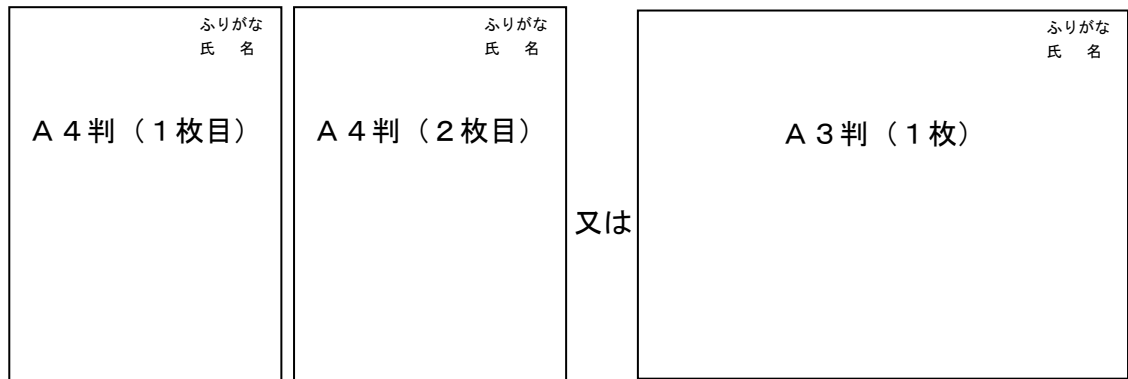 ふりがな
氏 名
A4判(1枚目)
ふりがな
氏 名
A4判(2枚目)
又は
ふりがな
氏 名
A3判(1枚)